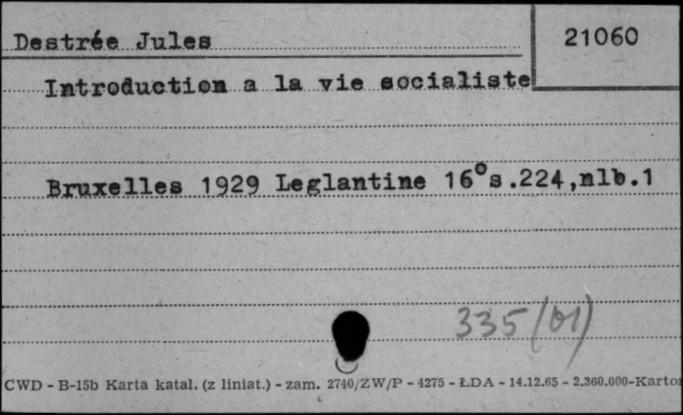 Destrée Jules
21060
Introduction a la vie socialiste
Bruxelles 1929 Leglantine 16°s.224,nlb.1
335/(01)
CWD - B-15b Karta katal. (z liniat.) - zam. 2740/ZW/P - 4275 - ŁDA - 14.12.65 - 2.360.000-Karto